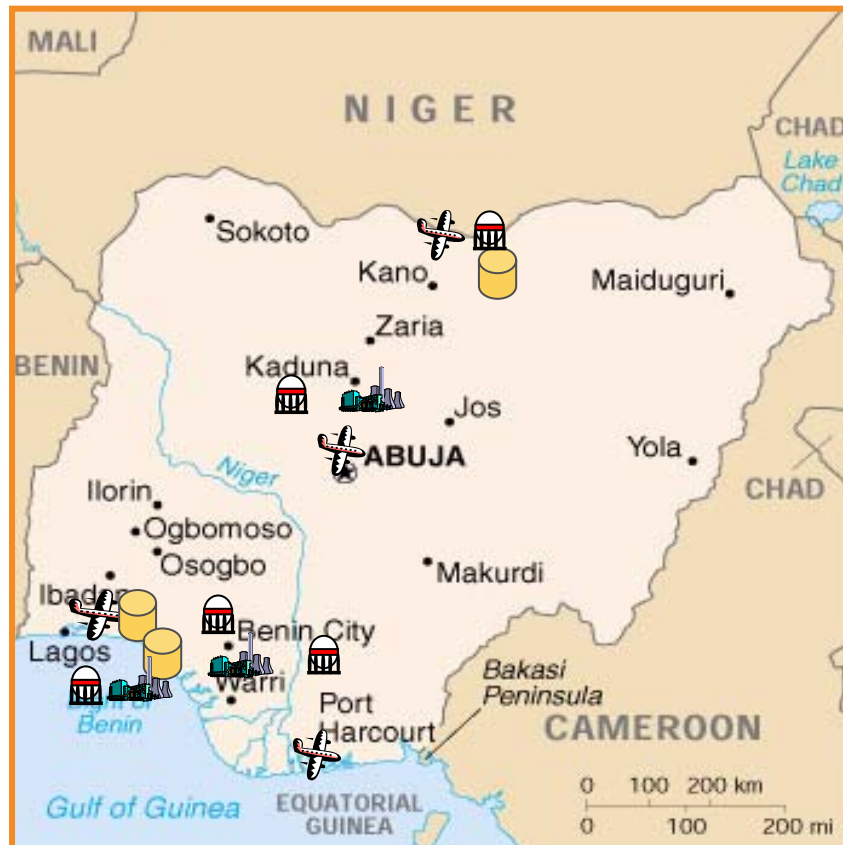 MALI
NIGER
CHAD
Lake
Chad
Sokoto
Kano
Maiduguri
Zaria
BENIN
Kaduna
Jos
ABUJA
Yola
Niger
CHAD
Ilorin
Ogbomoso
Osogbo
Makurdi
Ibadan
Benin City
Lagos
Warri
Bight of
Benin
Port
Harcourt
Bakasi
Peninsula
CAMEROON
Gulf of Guinea
EQUATORIAL
GUINEA
0 100 200 km
0 100 200 mi